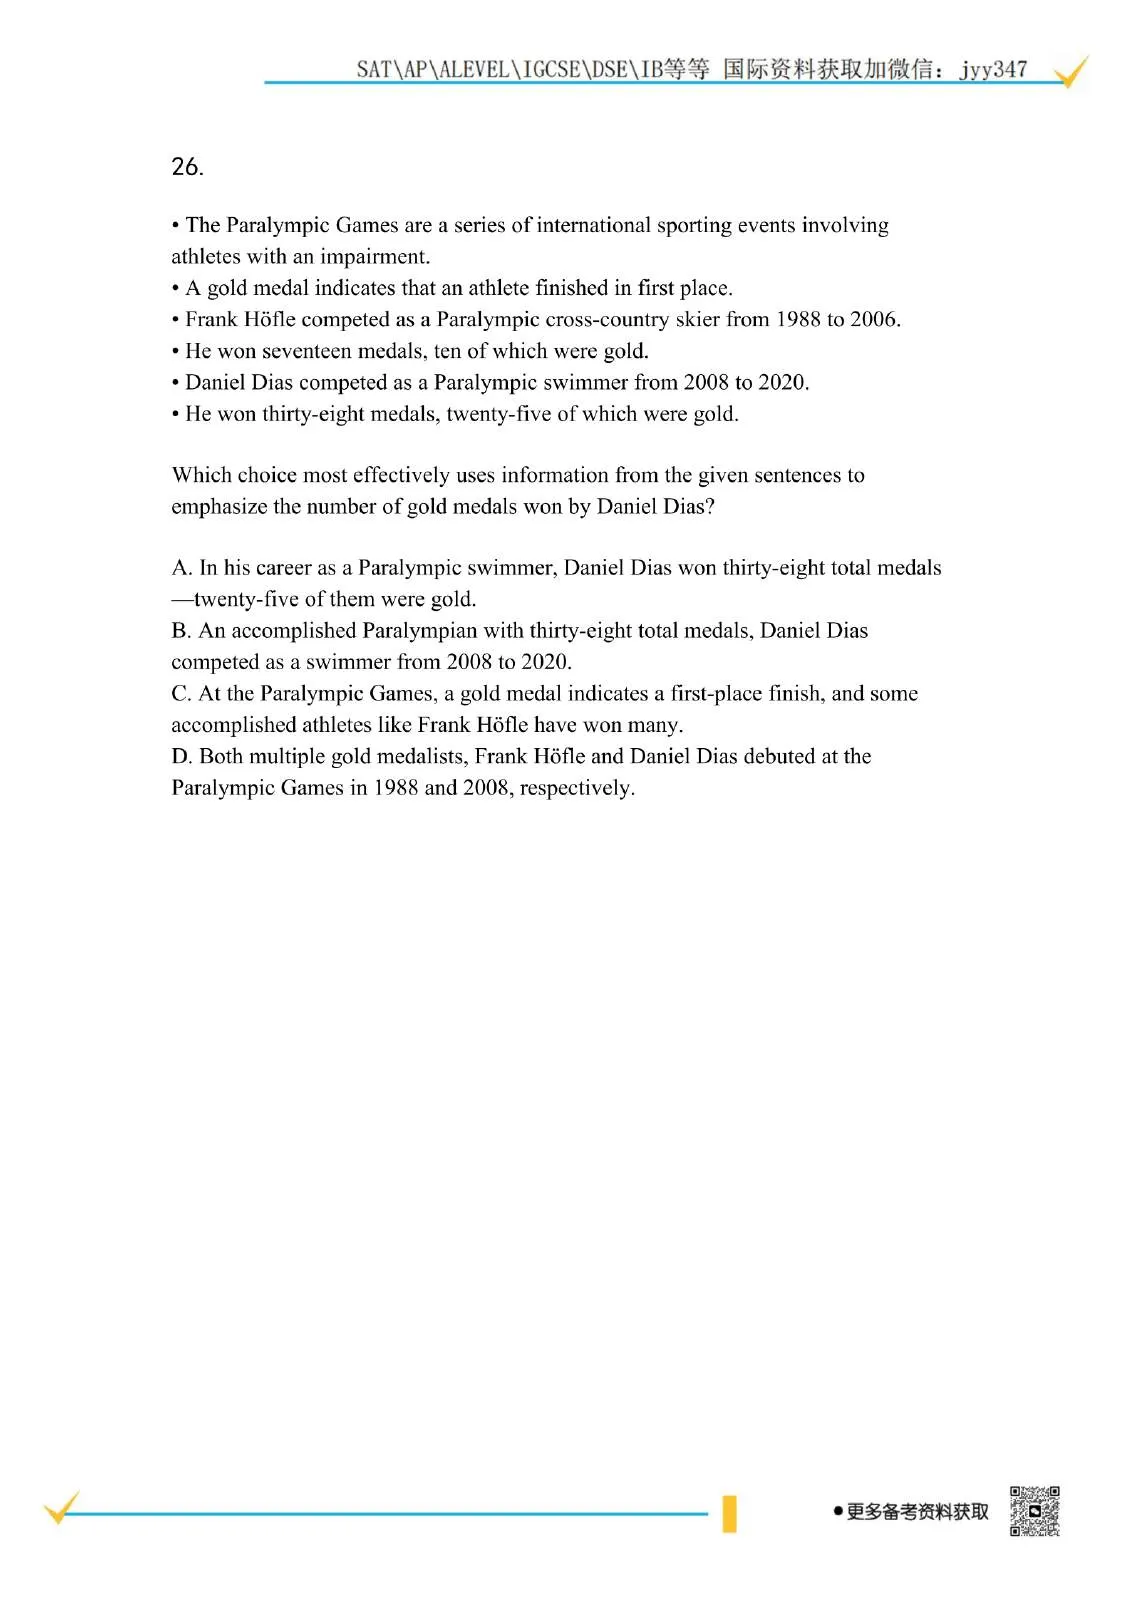 SAT\AP\ALEVEL\IGCSE\DSE\IB等等 国际资料获取加微信：jyy347
26.
• The Paralympic Games are a series of international sporting events involving
athletes with an impairment.
• A gold medal indicates that an athlete finished in first place.
• Frank Höfle competed as a Paralympic cross-country skier from 1988 to 2006.
• He won seventeen medals, ten of which were gold.
• Daniel Dias competed as a Paralympic swimmer from 2008 to 2020.
• He won thirty-eight medals, twenty-five of which were gold.
Which choice most effectively uses information from the given sentences to
emphasize the number of gold medals won by Daniel Dias?
A. In his career as a Paralympic swimmer, Daniel Dias won thirty-eight total medals
—twenty-five of them were gold.
B. An accomplished Paralympian with thirty-eight total medals, Daniel Dias
competed as a swimmer from 2008 to 2020.
C. At the Paralympic Games, a gold medal indicates a first-place finish, and some
accomplished athletes like Frank Höfle have won many.
D. Both multiple gold medalists, Frank Höfle and Daniel Dias debuted at the
Paralympic Games in 1988 and 2008, respectively.
●更多备考资料获取